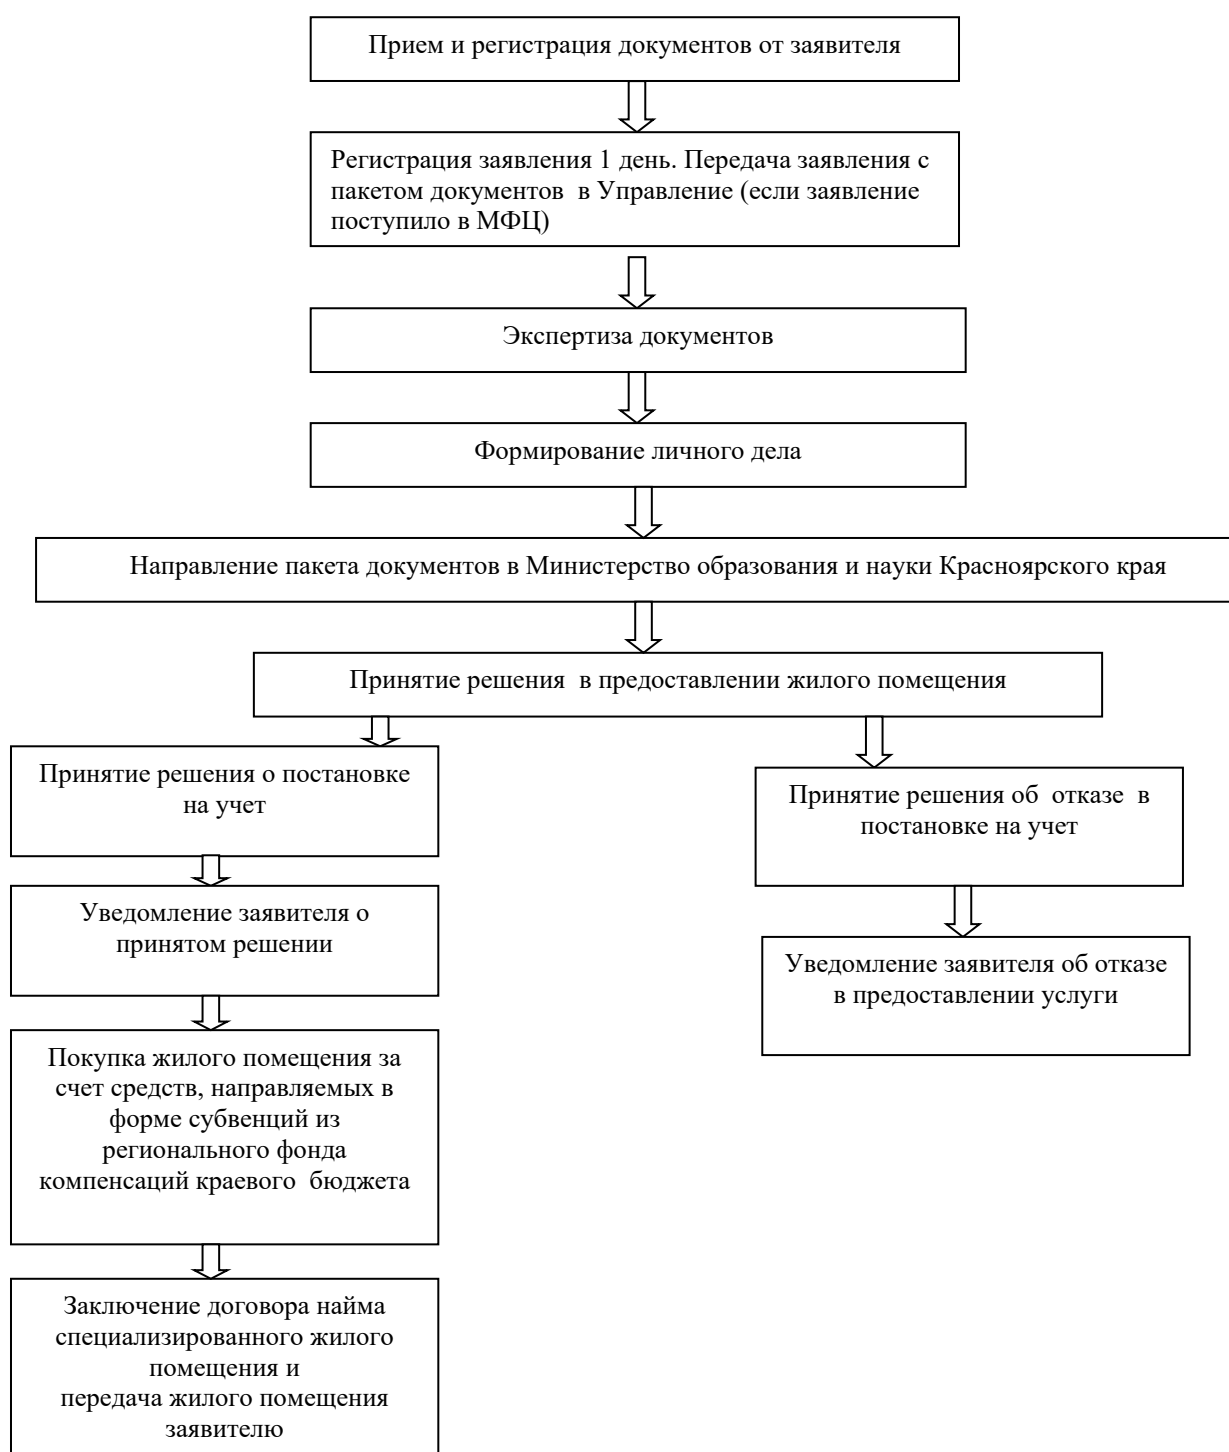 Прием и регистрация документов от заявителя
Регистрация заявления 1 день. Передача заявления с
пакетом документов  в Управление (если заявление
поступило в МФЦ)
Экспертиза документов
Формирование личного дела
Направление пакета документов в Министерство образования и науки Красноярского края
Принятие решения  в предоставлении жилого помещения
Принятие решения о постановке
на учет
Уведомление заявителя о
принятом решении
Покупка жилого помещения за
счет средств, направляемых в
форме субвенций из
регионального фонда
компенсаций краевого  бюджета
Заключение договора найма
специализированного жилого
помещения и
передача жилого помещения
заявителю
Принятие решения об  отказе  в
постановке на учет
Уведомление заявителя об отказе
в предоставлении услуги